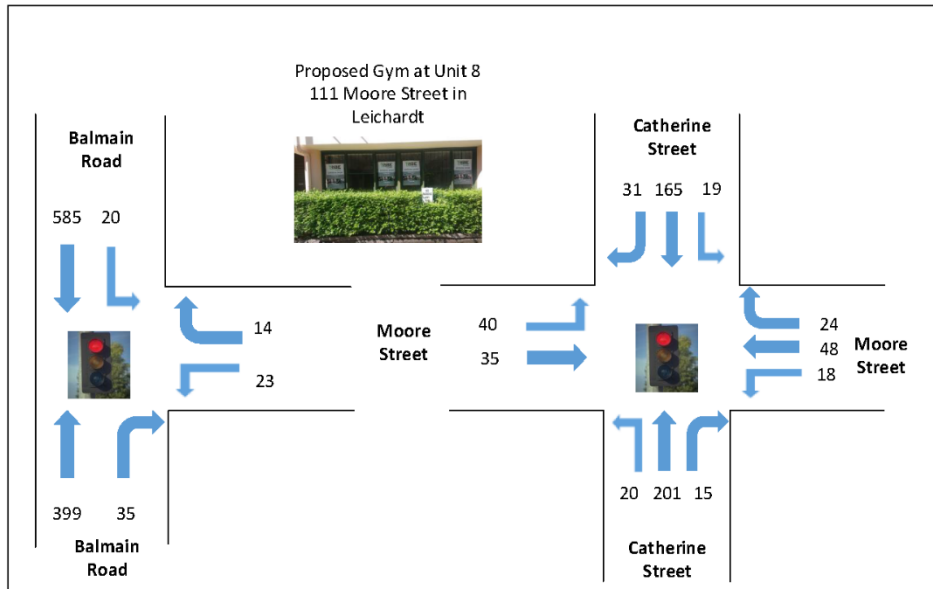 Proposed Gym at Unit 8
111 Moore Street in
Leichardt
Balmain
Road
Catherine
Street
585 20
31 165 19
14
23
Moore
Street
40
35
24
48
18
Moore
Street
399 35
20 201 15
Balmain
Road
Catherine
Street